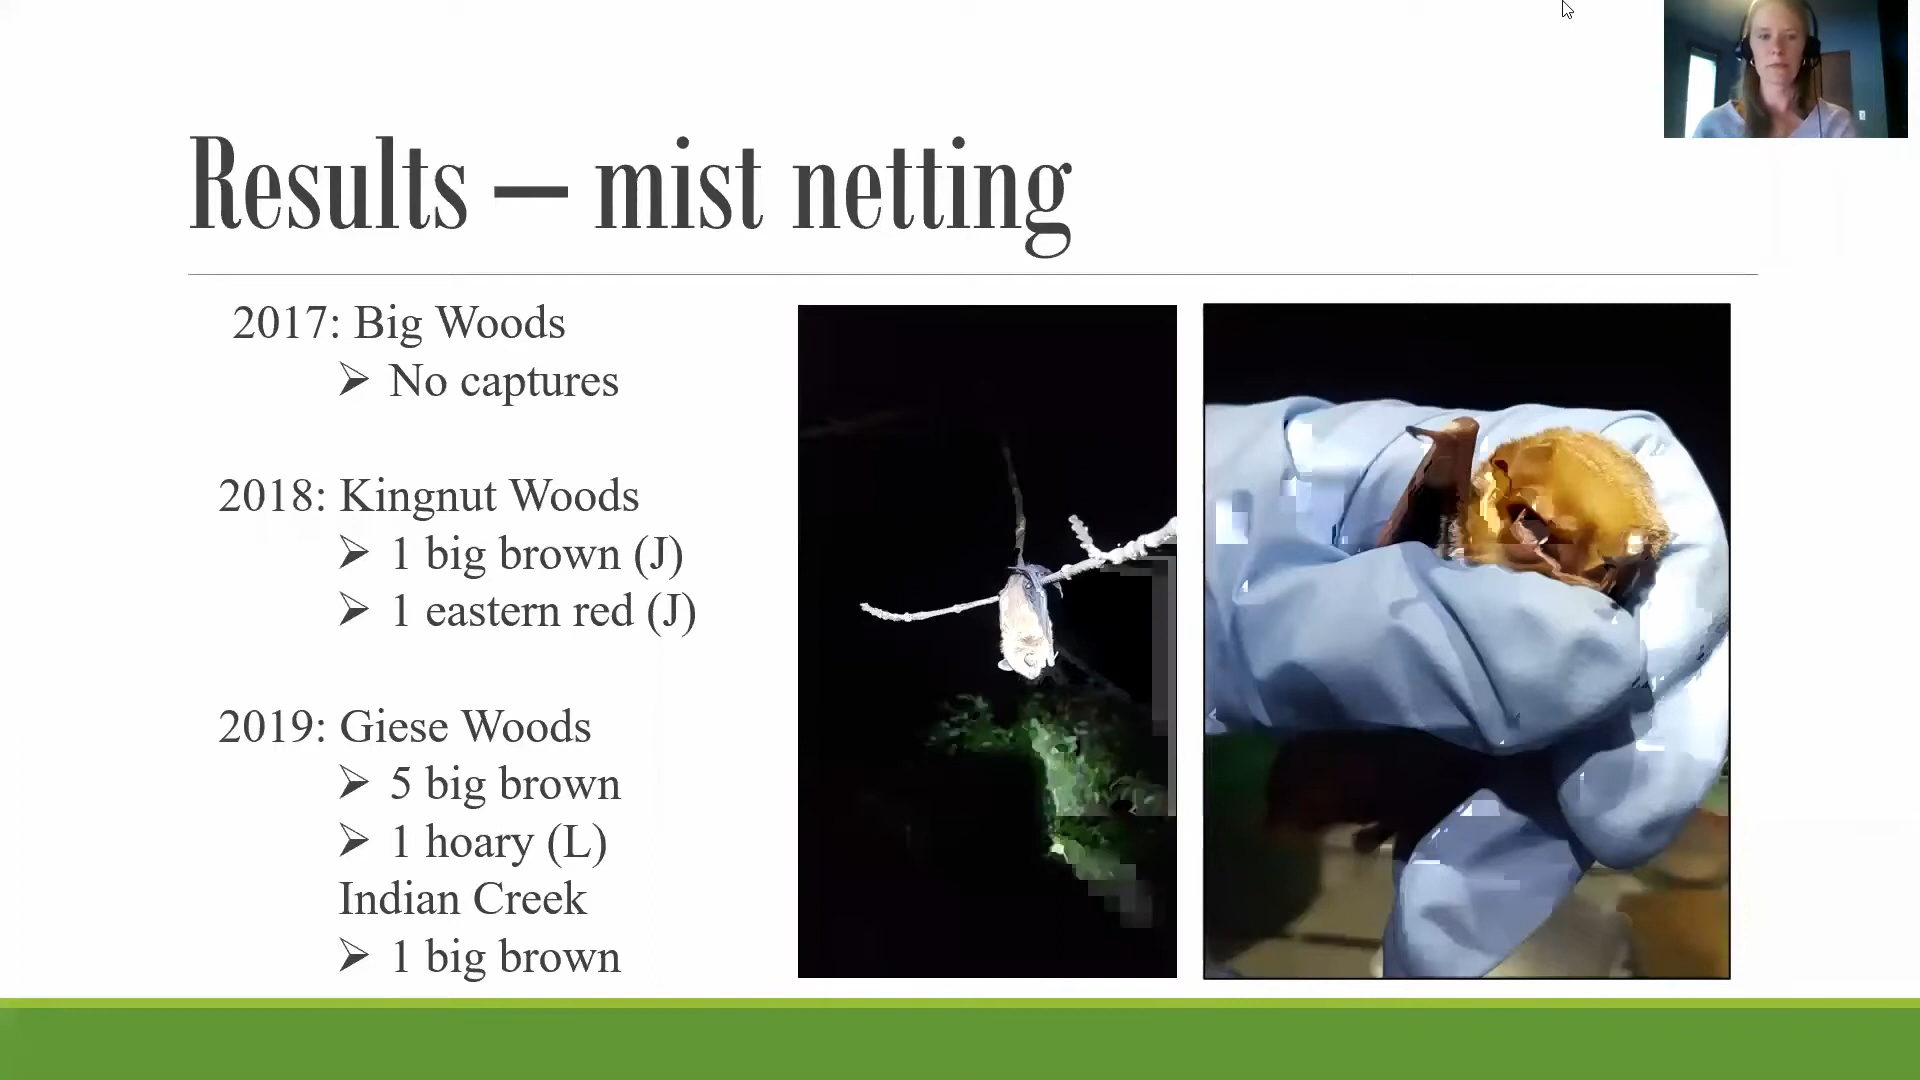 Results – mist netting
2017: Big Woods
➢ No captures
2018: Kingnut Woods
➢ 1 big brown (J)
➢ 1 eastern red (J)
2019: Giese Woods
➢ 5 big brown
➢ 1 hoary (L)
Indian Creek
➢ 1 big brown